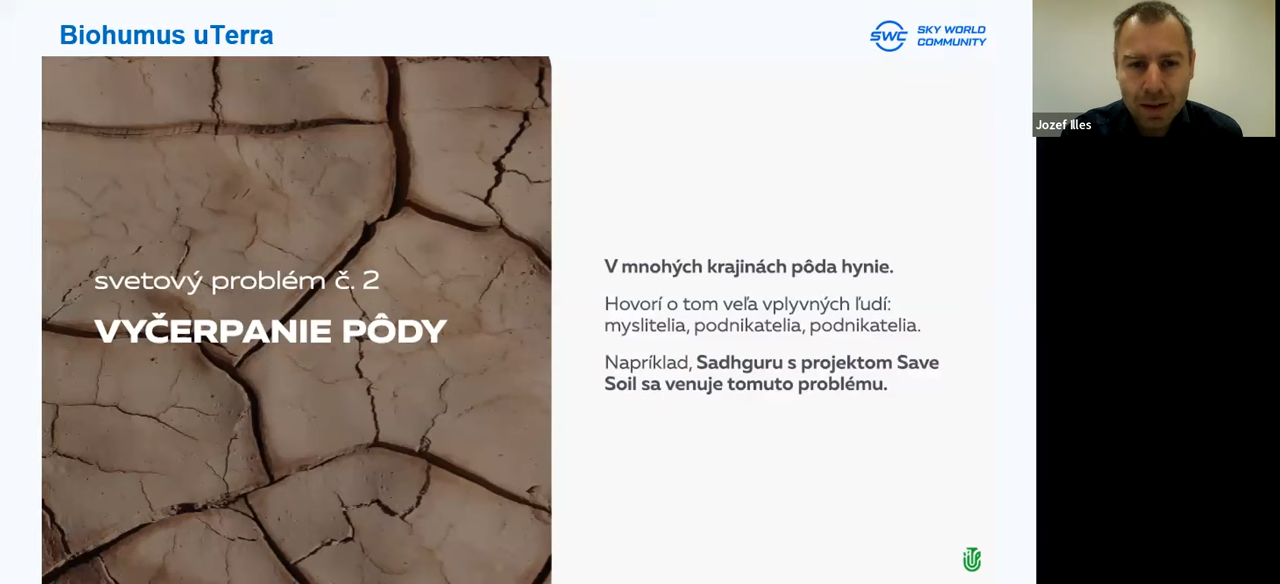 Biohumus uTerra
SWC SKY WORLD
COMMUNITY
Jozef Illes
svetový problém č. 2
VYČERPANIE PÔDY
V mnohých krajinách pôda hynie.
Hovorí o tom veľa vplyvných ľudí:
myslitelia, podnikatelia, podnikatelia.
Napríklad, Sadhguru s projektom Save
Soil sa venuje tomuto problému.